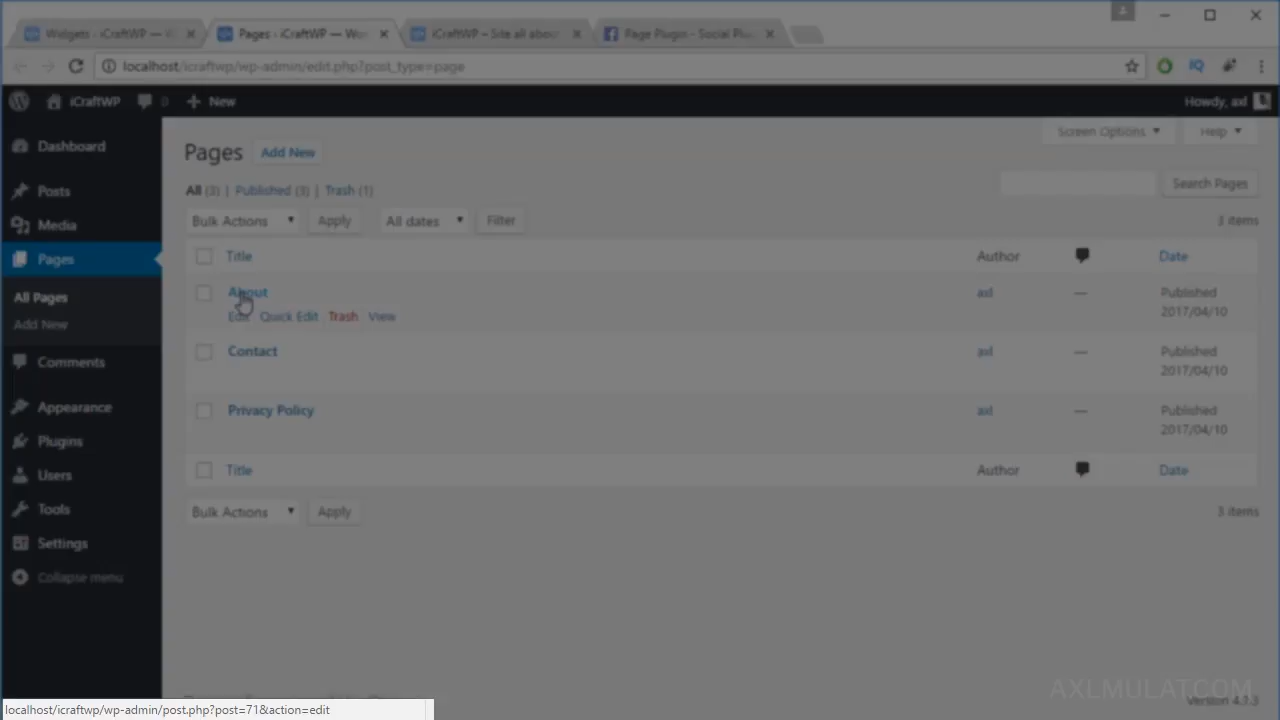 Widgets ‹ iCraftWP — W
Pages ‹ iCraftWP — Wor
iCraftWP – Site all abou
Page Plugin - Social Plu
localhost/icraftwp/wp-admin/edit.php?post_type=page
iCraftWP
0
New
Howdy, axl
Dashboard
Posts
Media
Pages
All Pages
Add New
Comments
Appearance
Plugins
Users
Tools
Settings
Collapse menu
Screen Options
Help
Pages
Add New
All (3) | Published (3) | Trash (1)
Search Pages
Bulk Actions
Apply
All dates
Filter
3 items
Title
Author
Date
About
axl
—
Published
2017/04/10
Edit
Quick Edit
Trash
View
Contact
axl
—
Published
2017/04/10
Privacy Policy
axl
—
Published
2017/04/10
Title
Author
Date
Bulk Actions
Apply
3 items
AXLMULAT.COM
Version 4.7.3
localhost/icraftwp/wp-admin/post.php?post=71&action=edit